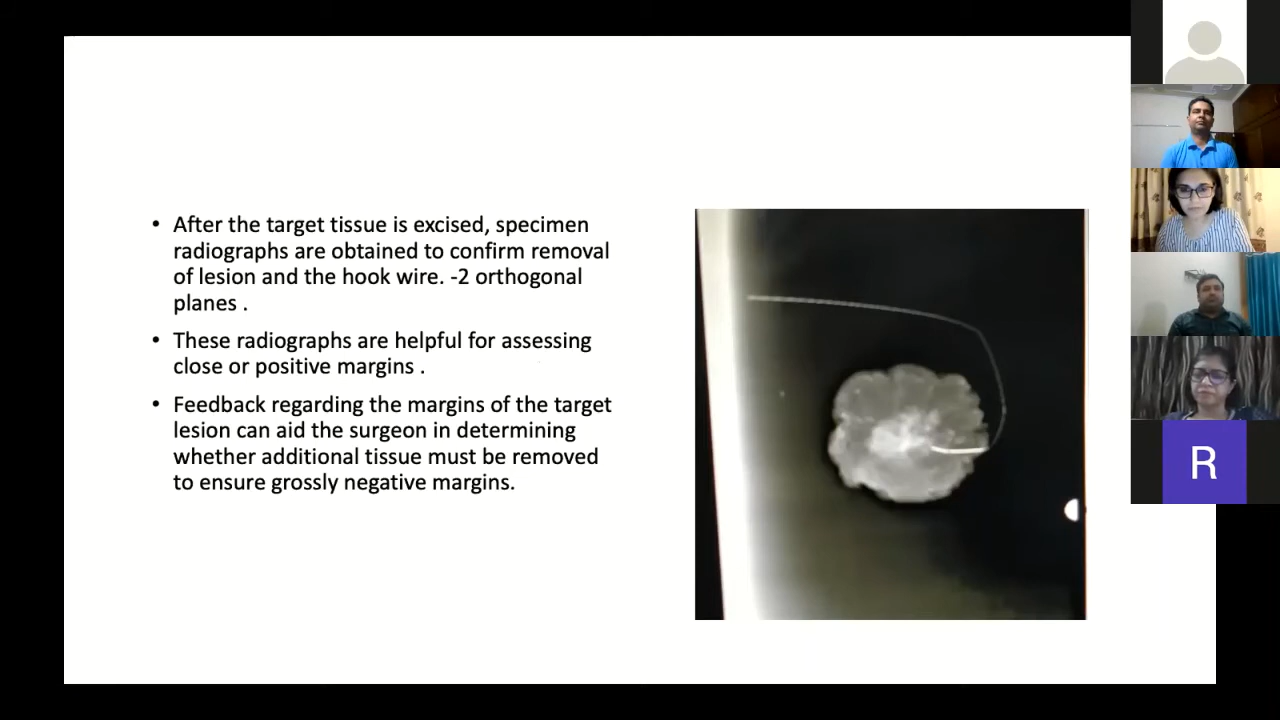 • After the target tissue is excised, specimen
radiographs are obtained to confirm removal
of lesion and the hook wire. -2 orthogonal
planes .
• These radiographs are helpful for assessing
close or positive margins .
• Feedback regarding the margins of the target
lesion can aid the surgeon in determining
whether additional tissue must be removed
to ensure grossly negative margins.
R